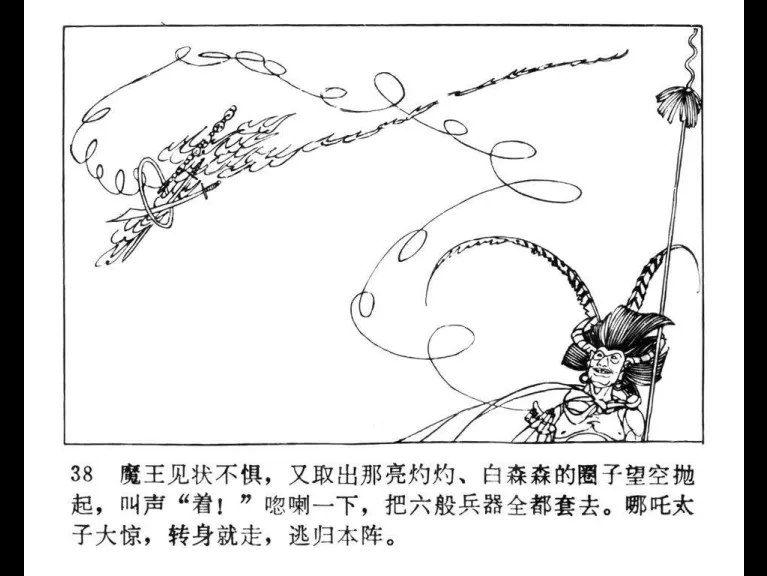 38 魔王见状不惧，又取出那亮灼灼、白森森的圈子望空抛
起，叫声“着！”唿喇一下，把六般兵器全都套去。哪吒太
子大惊，转身就走，逃归本阵。